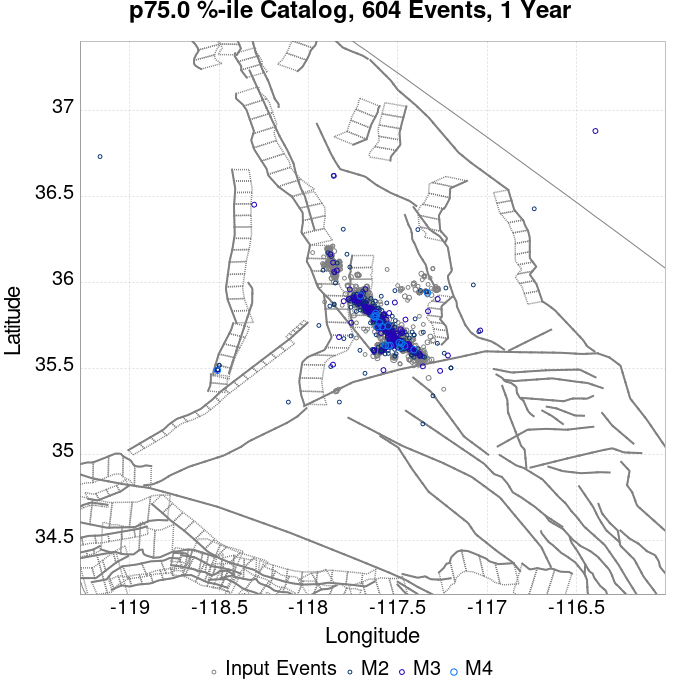 p75.0 %-ile Catalog, 604 Events, 1 Year
37
36.5
36
35.5
35
34.5
Latitude
-119
-118.5
-118
-117.5
-117
-116.5
Longitude
Input Events
M2
M3
M4